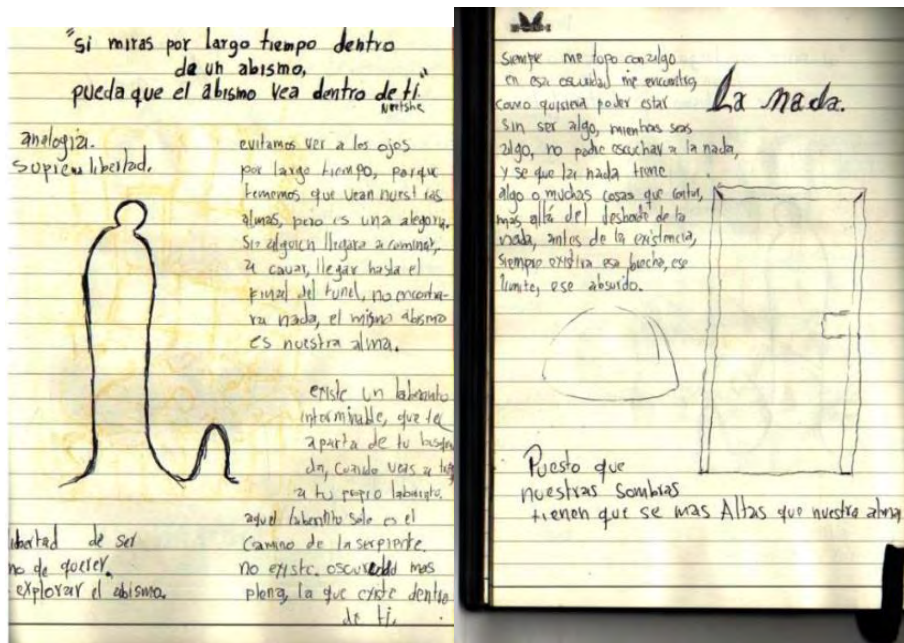 "si miras por largo tiempo dentro
de un abismo,
pueda que el abismo vea dentro de ti"
Nietshe
analogia.
suprem libertad.
evitamos ver a los ojos
por largo tiempo, porque
tememos que vean nuestras
almas, pero es una alegoria.
Si alguien llegara a caminar,
a cavar, llegar hasta el
final del tunel, no encontra-
ra nada, el mismo abismo
es nuestra alma.
existe un laberinto
interminable, que te
aparta de tu
da, cuando veas a
a tu propio laberinto.
aquel laberinto solo es el
camino de la serpiente.
no existe oscuridad mas
plena, la que existe dentro
de ti.
libertad de ser
no de querer.
explorar el abismo.
Siempre me topo con algo
en esa oscuridad me encuentro,
como quisiera poder estar
sin ser algo, mientras seas
algo, no podre escuchar a la nada,
y se que la nada tiene
algo o muchas cosas que contar,
mas allá del desborde de la
nada, antes de la existencia,
siempre existira esa brecha, ese
limite, ese absurdo.
La nada.
Puesto que
nuestras sombras
tienen que se mas Altas que nuestra alma